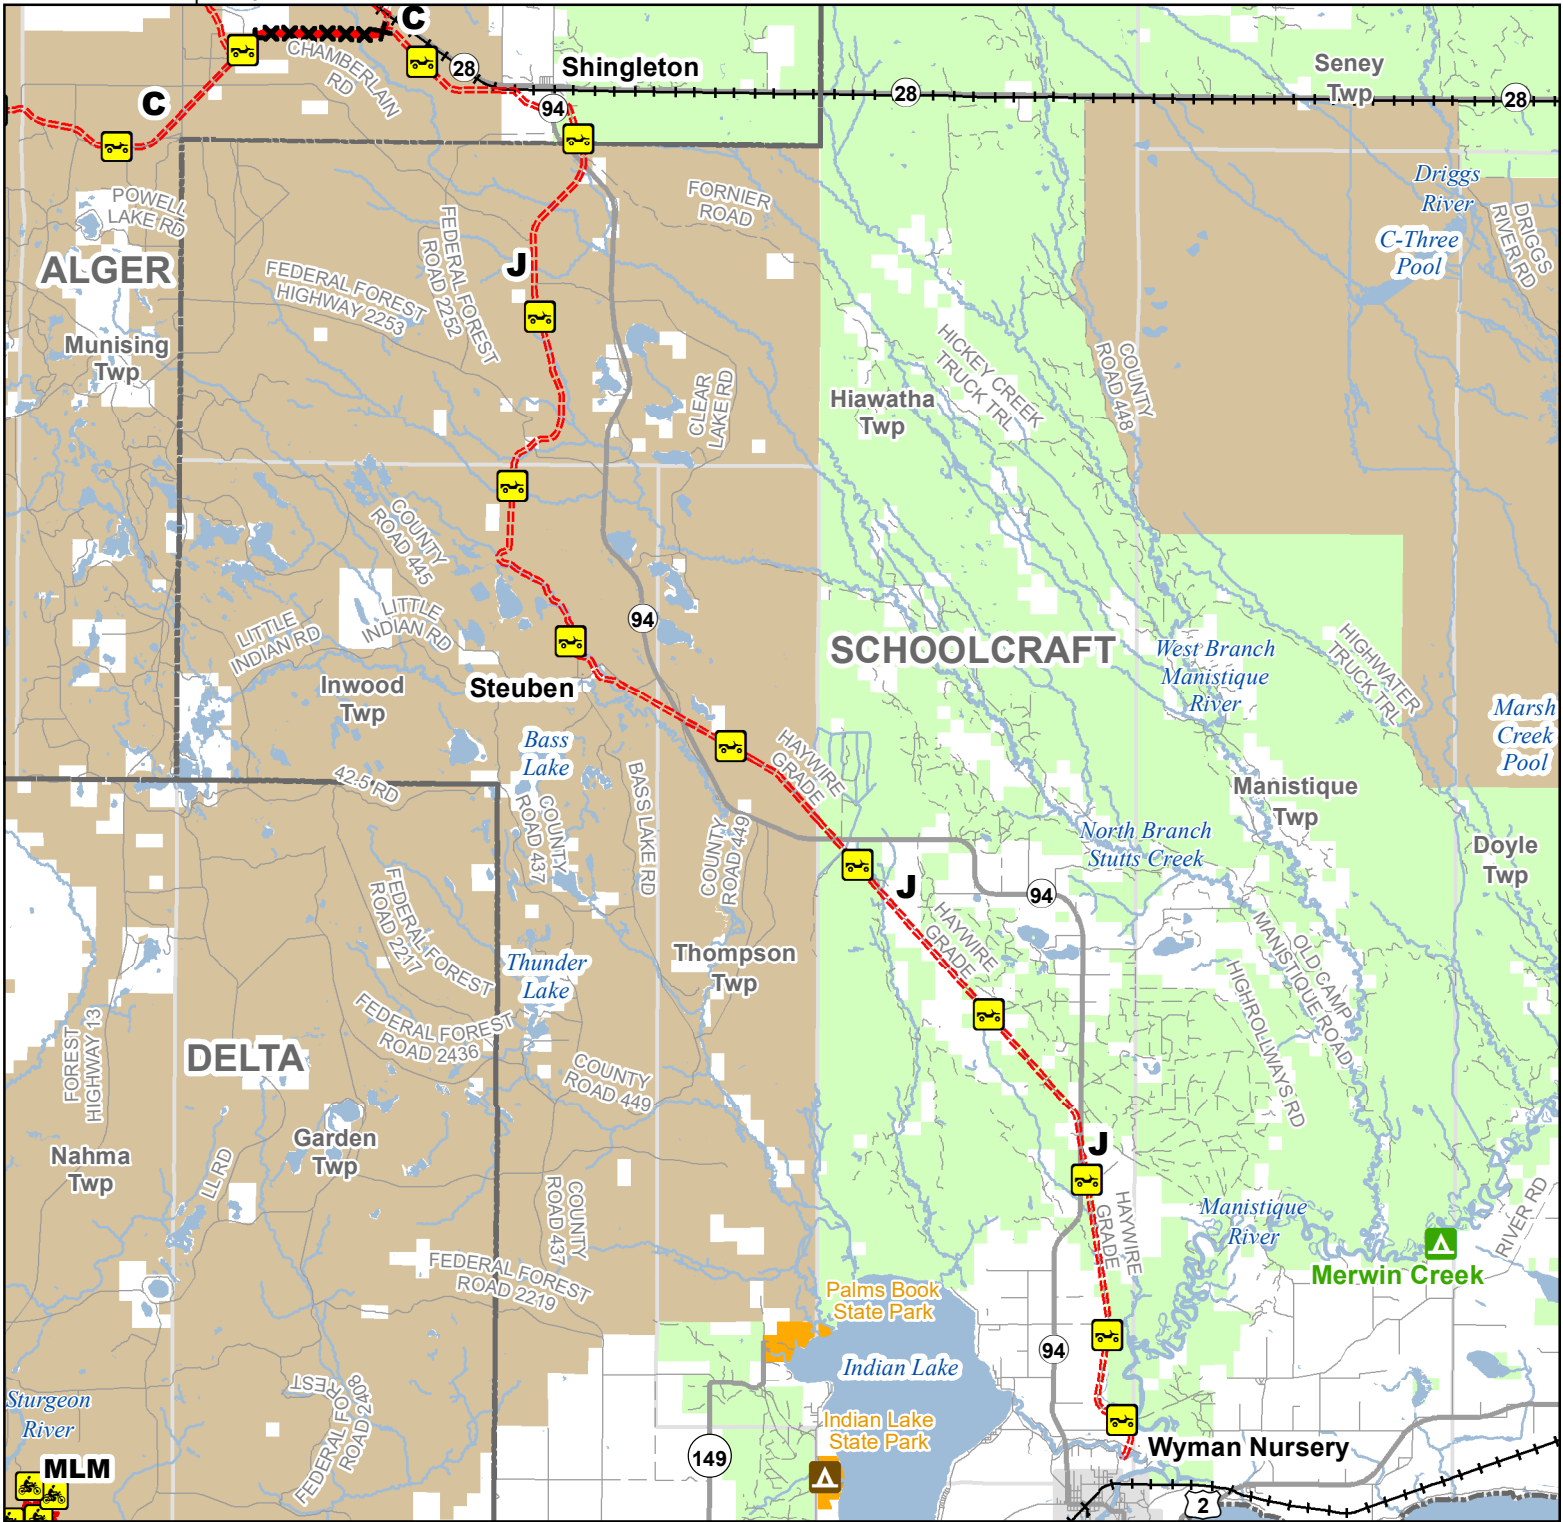 C
28
CHAMBERLAIN
RD
Shingleton
C
94
28
Seney
Twp
28
POWELL
LAKE RD
ALGER
FORNIER
ROAD
Driggs
River
DRIGGS
RIVER RD
C-Three
Pool
FEDERAL FOREST
ROAD 2252
J
FEDERAL FOREST
HIGHWAY 2253
Munising
Twp
HICKEY CREEK
TRUCK TRL
COUNTY
ROAD 448
CLEAR
LAKE RD
Hiawatha
Twp
COUNTY
ROAD 445
LITTLE
INDIAN RD
LITTLE
INDIAN RD
94
SCHOOLCRAFT
West Branch
Manistique
River
HIGHWATER
TRUCK TRL
Inwood
Twp
Steuben
Marsh
Creek
Pool
Bass
Lake
HAYWIRE
GRADE
42.5 RD
COUNTY
ROAD 437
BASS LAKE RD
COUNTY
ROAD 449
Manistique
Twp
North Branch
Stutts Creek
Doyle
Twp
J
94
FEDERAL FOREST
ROAD 2217
HAYWIRE
GRADE
OLD CAMP
MANISTIQUE ROAD
Thompson
Twp
Thunder
Lake
HIGHROLLWAYS RD
FOREST
HIGHWAY 13
DELTA
FEDERAL FOREST
ROAD 2436
COUNTY
ROAD 449
Garden
Twp
J
Nahma
Twp
LL RD
COUNTY
ROAD 437
HAYWIRE
GRADE
Manistique
River
RIVER RD
Merwin Creek
FEDERAL FOREST
ROAD 2219
Palms Book
State Park
94
Indian Lake
Sturgeon
River
FEDERAL FOREST
ROAD 2408
Indian Lake
State Park
149
Wyman Nursery
MLM
2